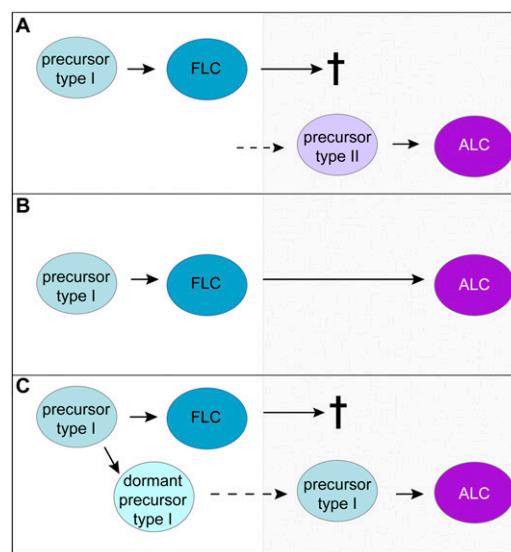 A
precursor
type I
FLC
precursor
type II
ALC
B
precursor
type I
FLC
ALC
C
precursor
type I
FLC
dormant
precursor
type I
precursor
type I
ALC